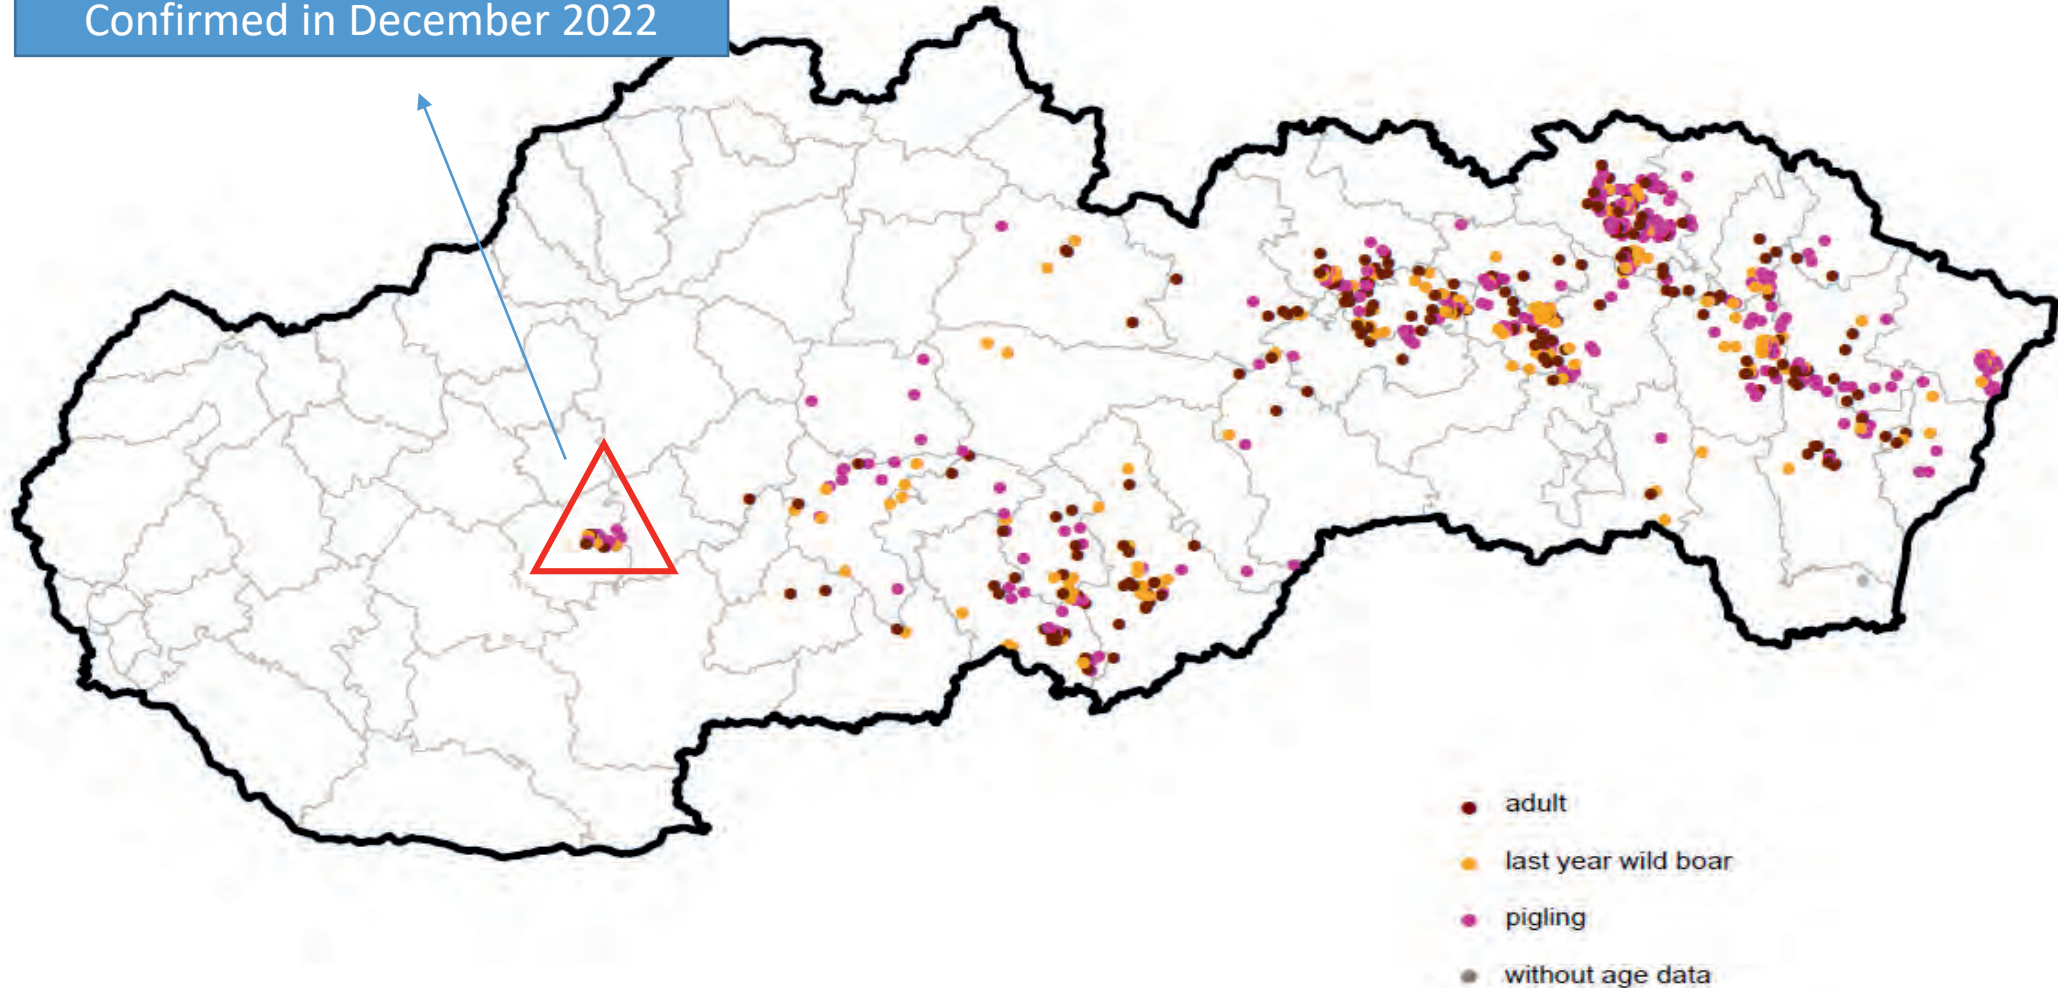 Confirmed in December 2022
adult
last year wild boar
pigling
without age data